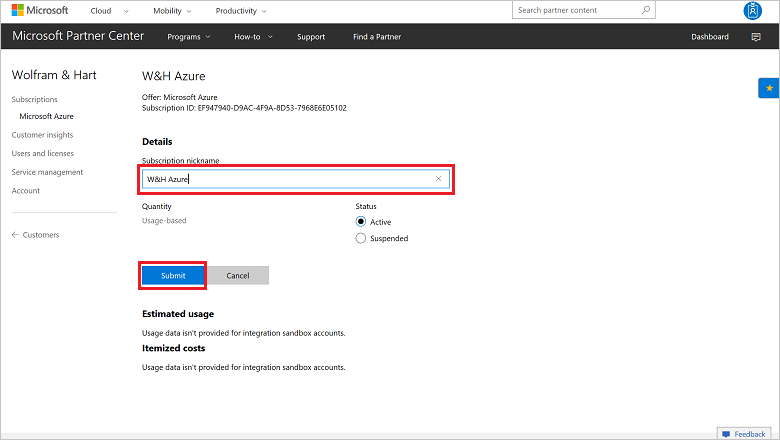 Microsoft Cloud Mobility Productivity Search partner content
Microsoft Partner Center Programs How-to Support Find a Partner Dashboard
Wolfram & Hart
Subscriptions
Microsoft Azure
Customer insights
Users and licenses
Service management
Account
Customers
W&H Azure
Offer: Microsoft Azure
Subscription ID: EF947940-D9AC-4F9A-8D53-7968E6E05102
Details
Subscription nickname
W&H Azure
Quantity
Usage-based
Status
Active
Suspended
Submit Cancel
Estimated usage
Usage data isn't provided for integration sandbox accounts.
Itemized costs
Usage data isn't provided for integration sandbox accounts.
Feedback